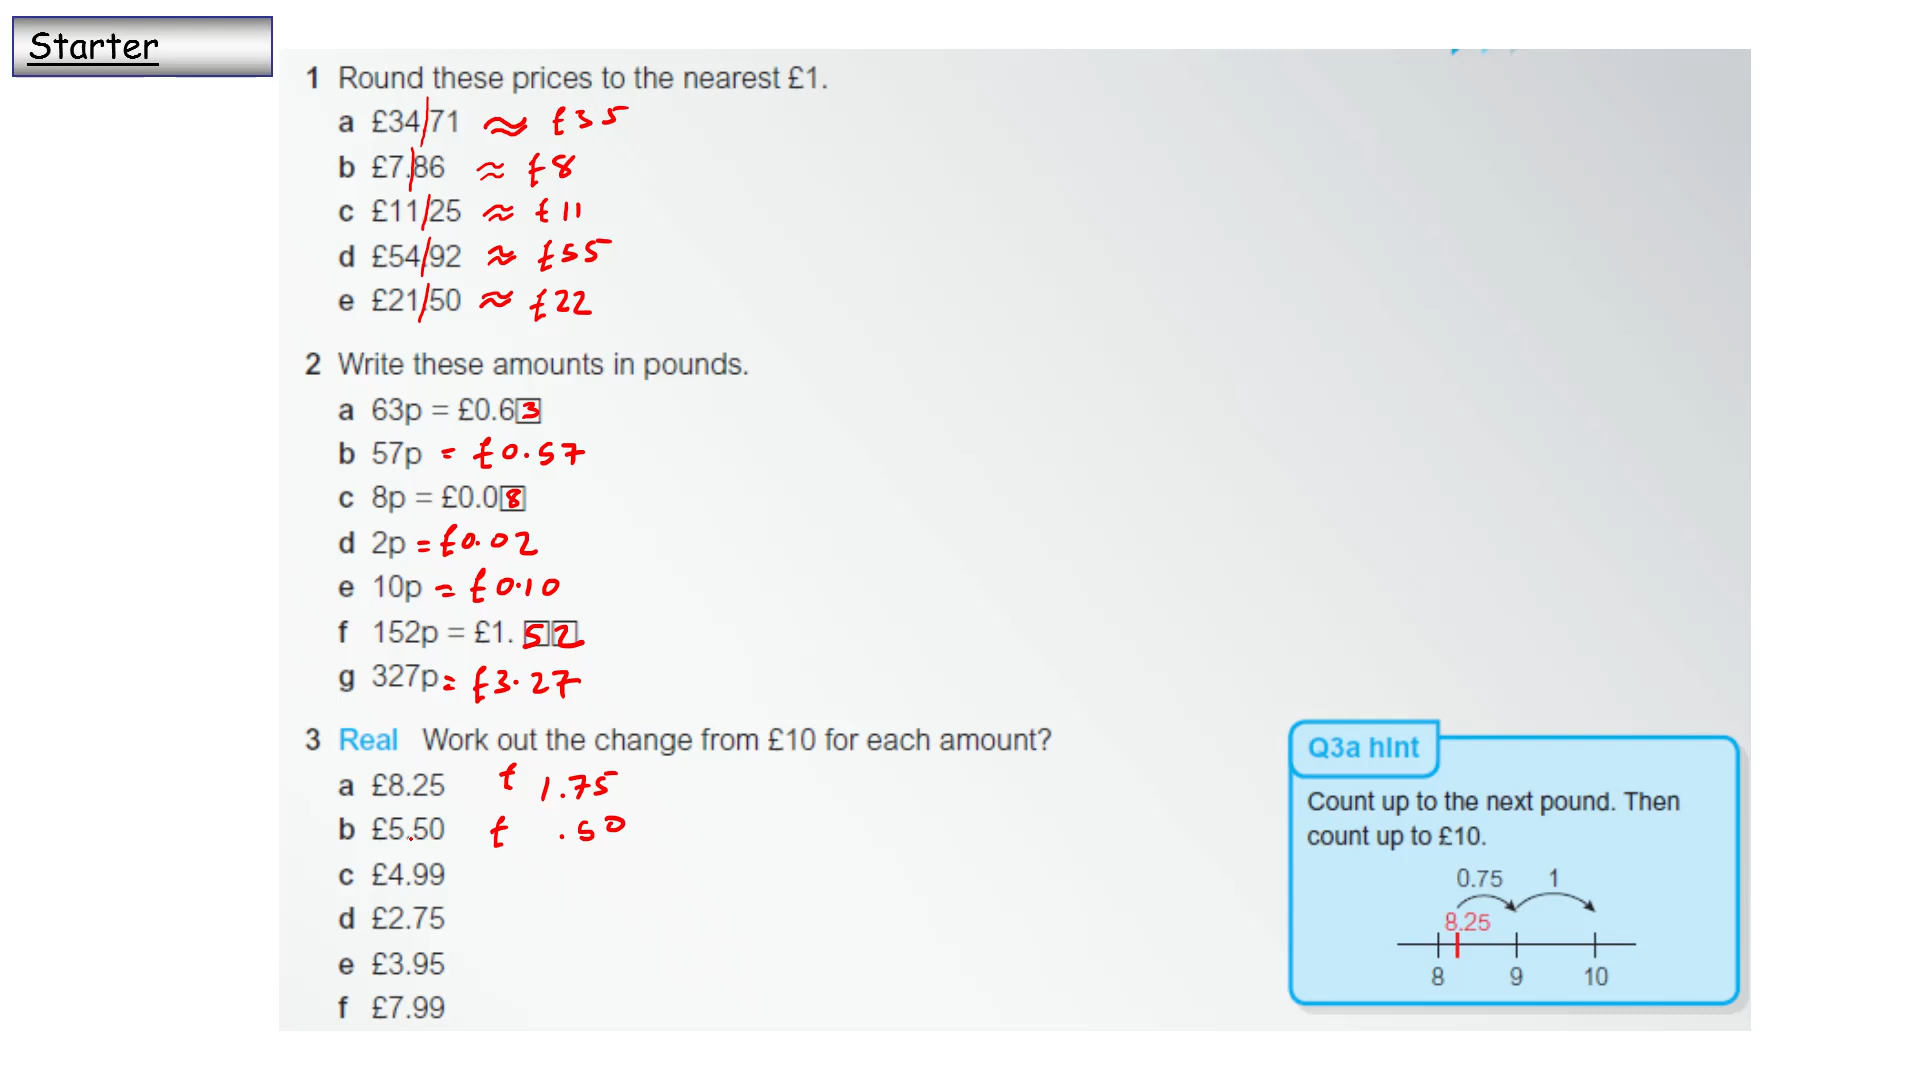 Starter
1 Round these prices to the nearest £1.
a £34.71 ≈ £35
b £7.86 ≈ £8
c £11.25 ≈ £11
d £54.92 ≈ £55
e £21.50 ≈ £22
2 Write these amounts in pounds.
a 63p = £0.63
b 57p = £0.57
c 8p = £0.08
d 2p = £0.02
e 10p = £0.10
f 152p = £1.52
g 327p = £3.27
3 Real Work out the change from £10 for each amount?
a £8.25 £ 1.75
b £5.50 £ .50
c £4.99
d £2.75
e £3.95
f £7.99
Q3a hInt
Count up to the next pound. Then
count up to £10.
0.75 1
8.25
8 9 10